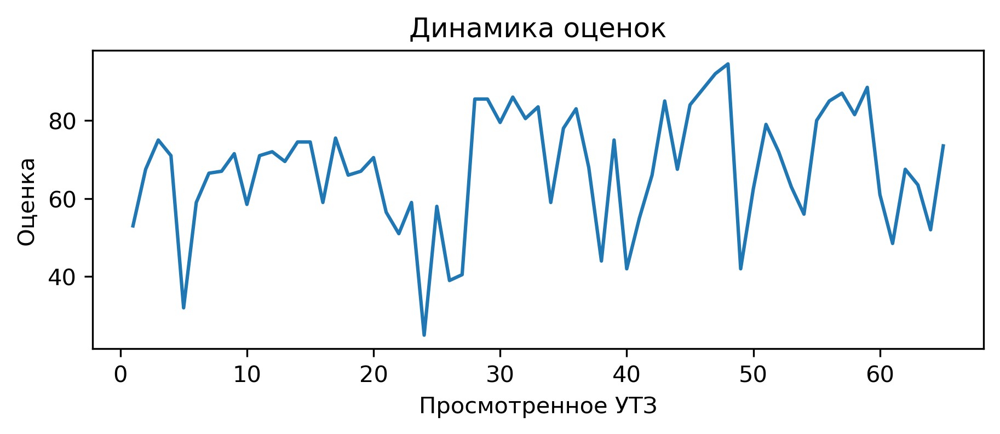 Динамика оценок
Оценка
80
60
40
0 10 20 30 40 50 60
Просмотренное УТЗ